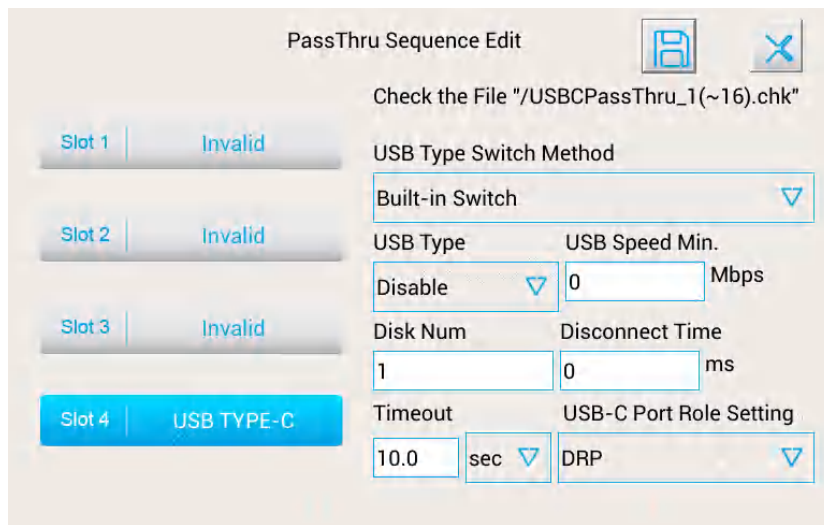 PassThru Sequence Edit
Check the File "/USBCPassThru_1(~16).chk"
Slot 1 Invalid
USB Type Switch Method
Built-in Switch
Slot 2 Invalid
USB Type USB Speed Min.
Disable 0 Mbps
Slot 3 Invalid
Disk Num Disconnect Time
1 0 ms
Slot 4 USB TYPE-C
Timeout USB-C Port Role Setting
10.0 sec DRP